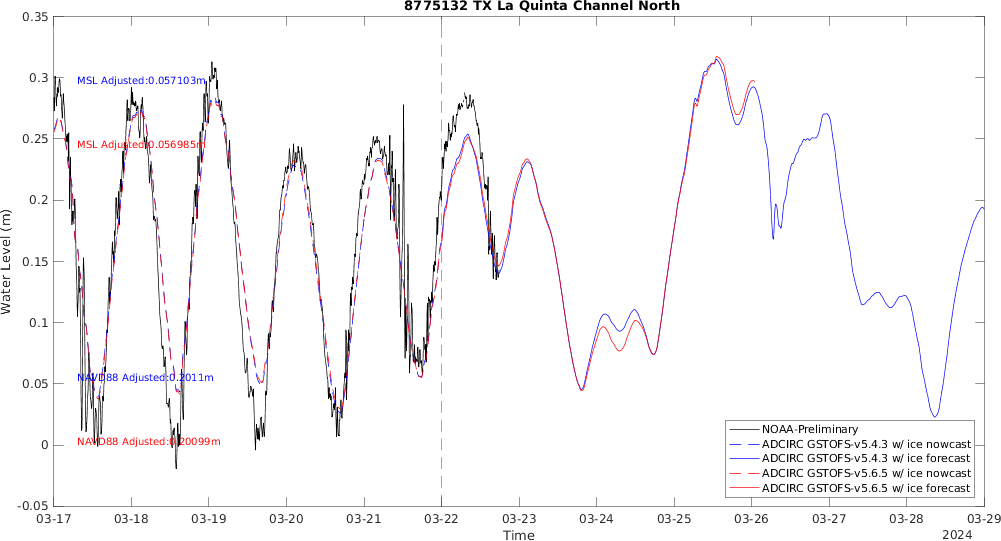 8775132 TX La Quinta Channel North
0.35
0.3
0.25
0.2
0.15
0.1
0.05
0
-0.05
Water Level (m)
MSL Adjusted:0.057103m
MSL Adjusted:0.056985m
NAVD88 Adjusted:0.2011m
NAVD88 Adjusted:0.20099m
NOAA-Preliminary
ADCIRC GSTOFS-v5.4.3 w/ ice nowcast
ADCIRC GSTOFS-v5.4.3 w/ ice forecast
ADCIRC GSTOFS-v5.6.5 w/ ice nowcast
ADCIRC GSTOFS-v5.6.5 w/ ice forecast
03-17 03-18 03-19 03-20 03-21 03-22 03-23 03-24 03-25 03-26 03-27 03-28 03-29
Time
2024